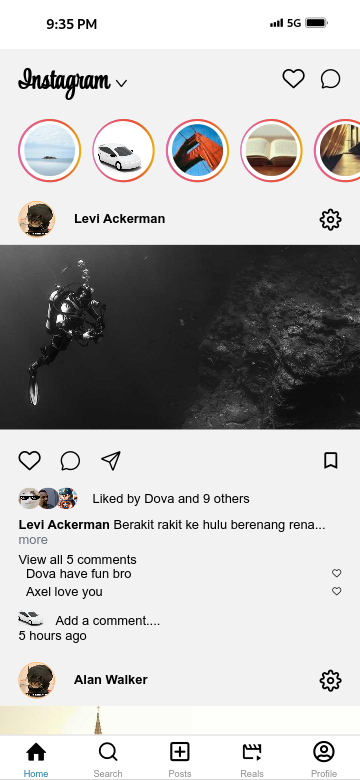 9:35 PM 5G
Instagram
Levi Ackerman
Liked by Dova and 9 others
Levi Ackerman Berakit rakit ke hulu berenang rena...
more
View all 5 comments
Dova have fun bro
Axel love you
Add a comment....
5 hours ago
Alan Walker
Home Search Posts Reals Profile